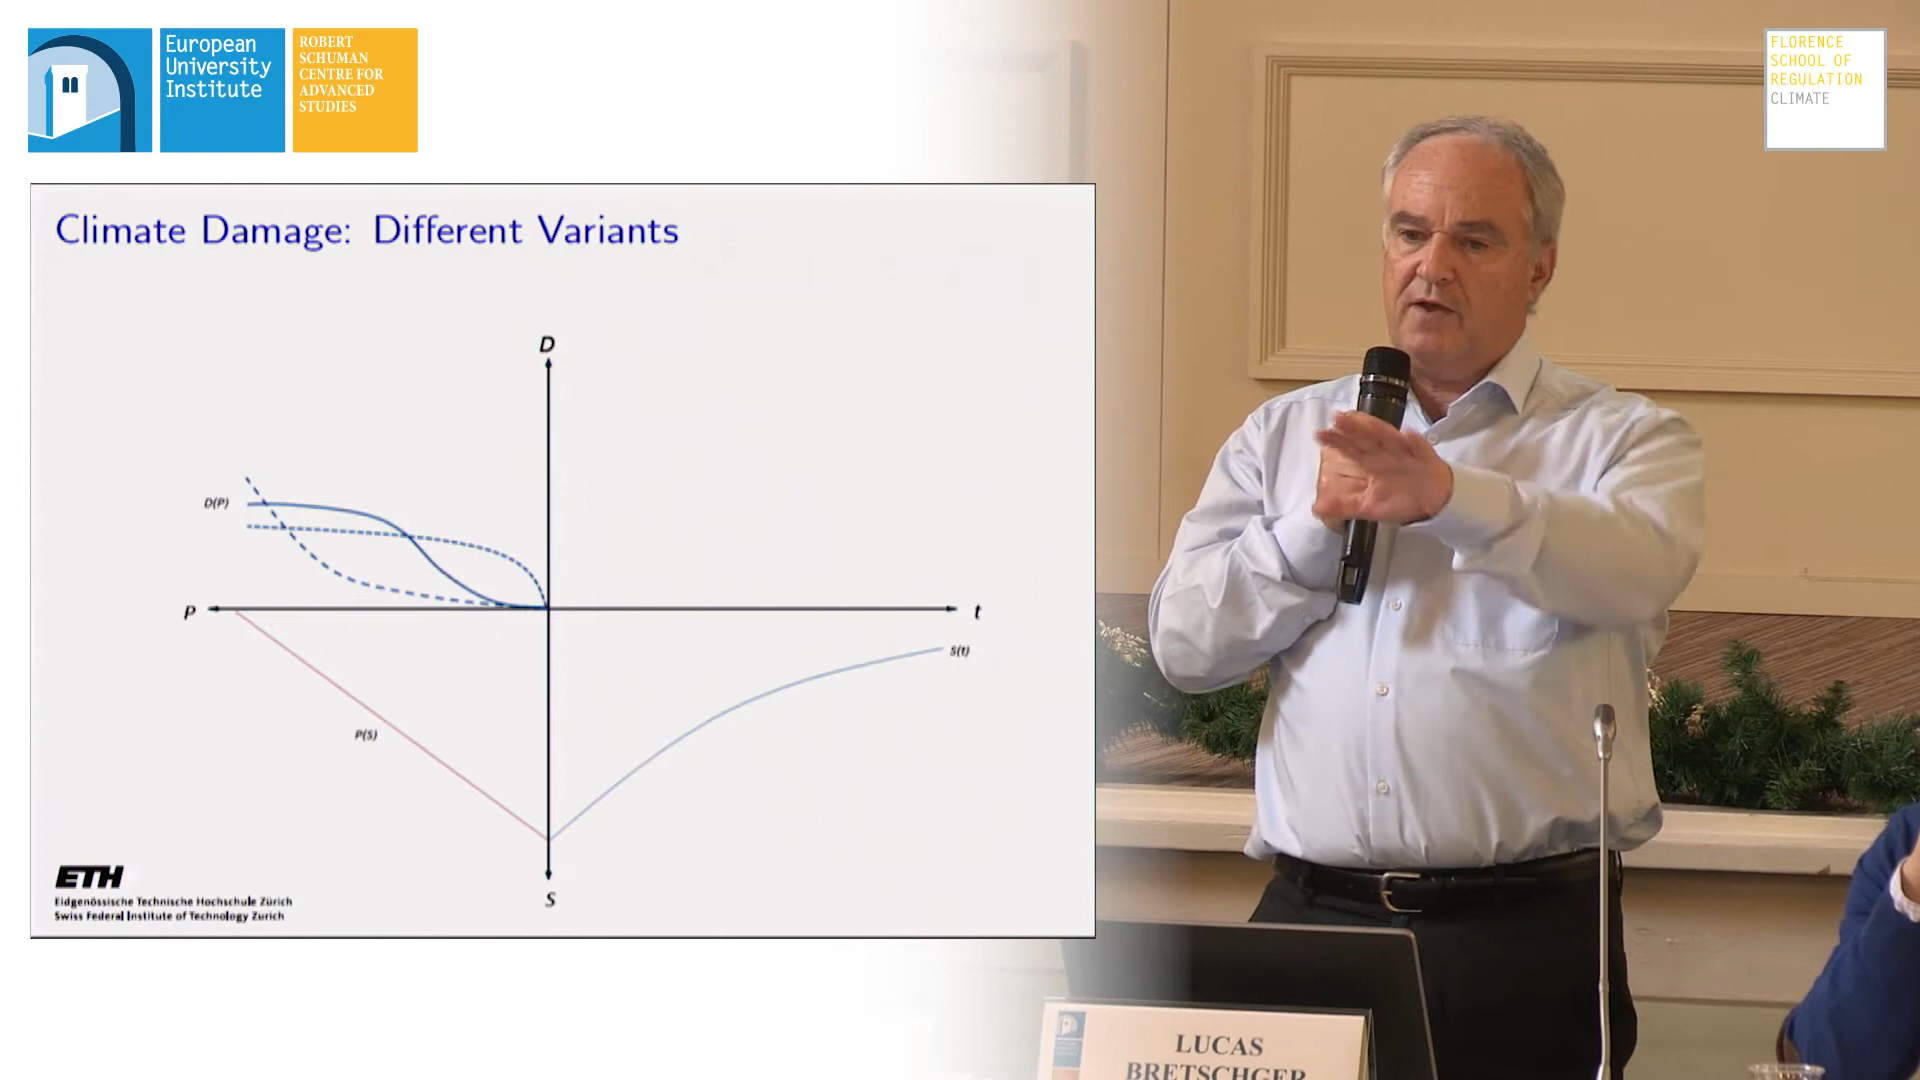 European
University
Institute
ROBERT
SCHUMAN
CENTRE FOR
ADVANCED
STUDIES
FLORENCE
SCHOOL OF
REGULATION
CLIMATE
Climate Damage: Different Variants
D
D(P)
P
t
S(t)
P(S)
S
ETH
Eidgenössische Technische Hochschule Zürich
Swiss Federal Institute of Technology Zurich
LUCAS
BRETSCHGER